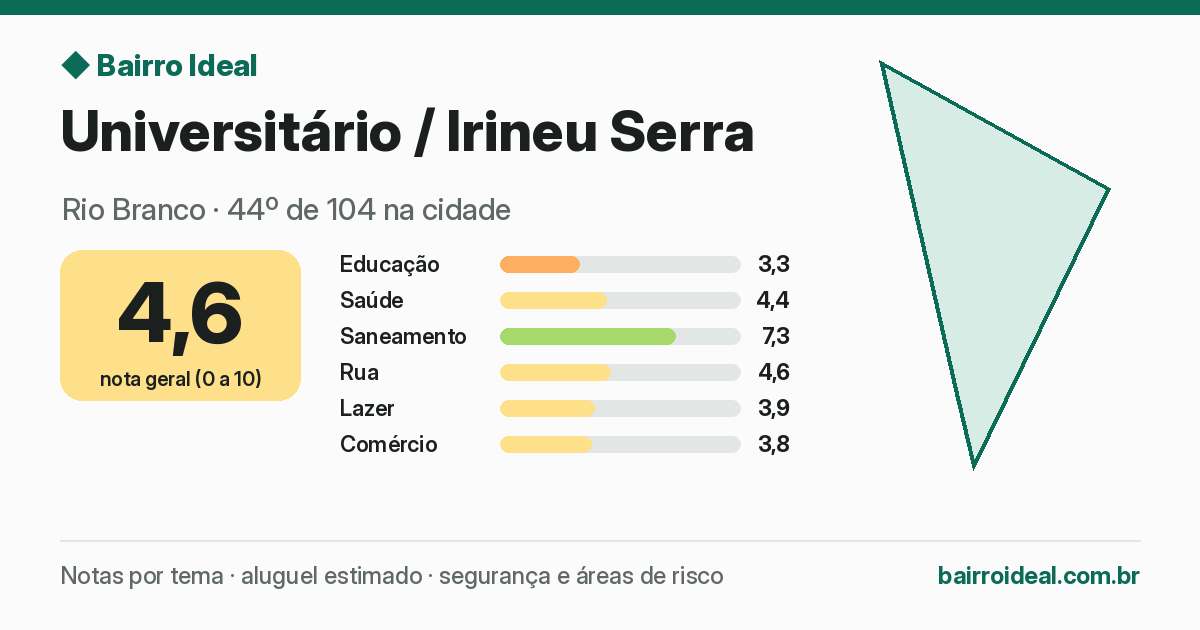 Bairro Ideal
Universitário / Irineu Serra
Rio Branco · 44º de 104 na cidade
4,6
nota geral (0 a 10)
Educação 3,3
Saúde 4,4
Saneamento 7,3
Rua 4,6
Lazer 3,9
Comércio 3,8
Notas por tema · aluguel estimado · segurança e áreas de risco
bairroideal.com.br